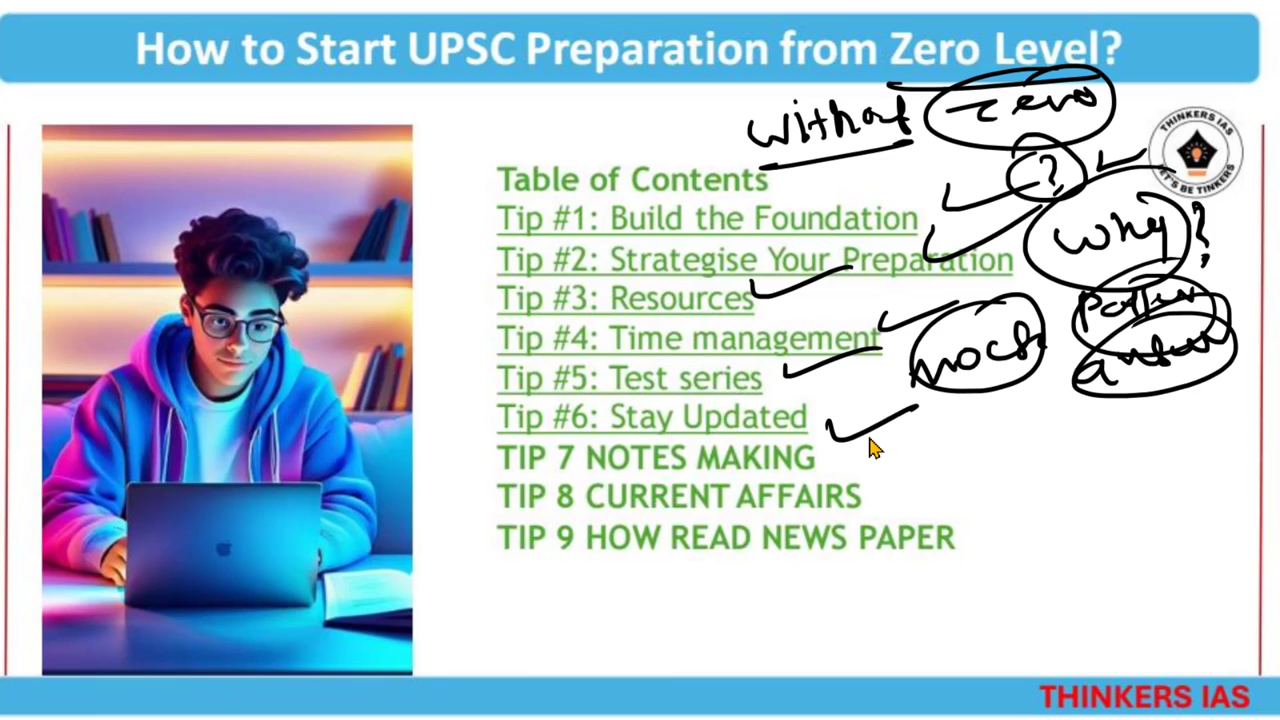 How to Start UPSC Preparation from Zero Level?
without zero
THINKERS IAS
LET'S BE TINKERS
?
Table of Contents
Tip #1: Build the Foundation
why?
Tip #2: Strategise Your Preparation
Tip #3: Resources
Tip #4: Time management
Tip #5: Test series
Tip #6: Stay Updated
TIP 7 NOTES MAKING
TIP 8 CURRENT AFFAIRS
TIP 9 HOW READ NEWS PAPER
THINKERS IAS